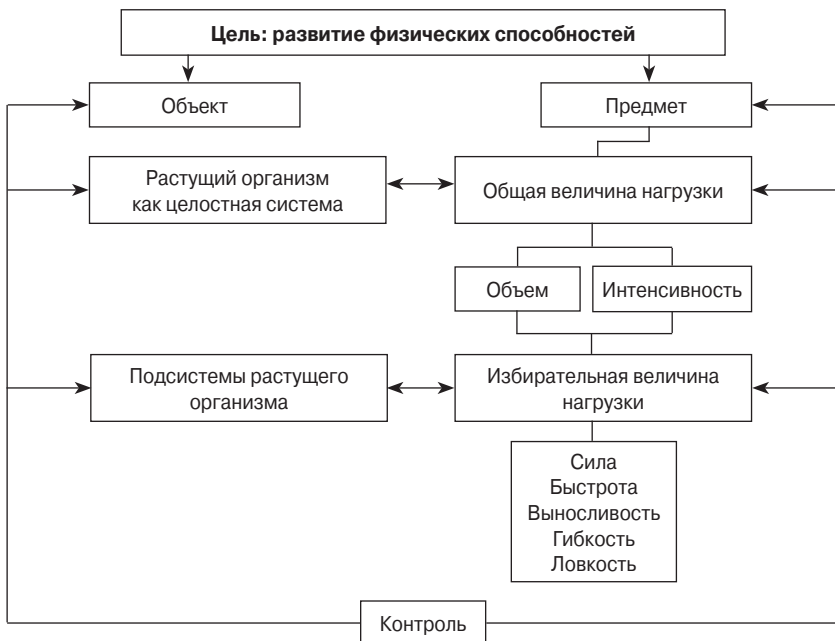 Цель: развитие физических способностей
Объект
Предмет
Растущий организм
как целостная система
Общая величина нагрузки
Объем
Интенсивность
Подсистемы растущего
организма
Избирательная величина
нагрузки
Сила
Быстрота
Выносливость
Гибкость
Ловкость
Контроль